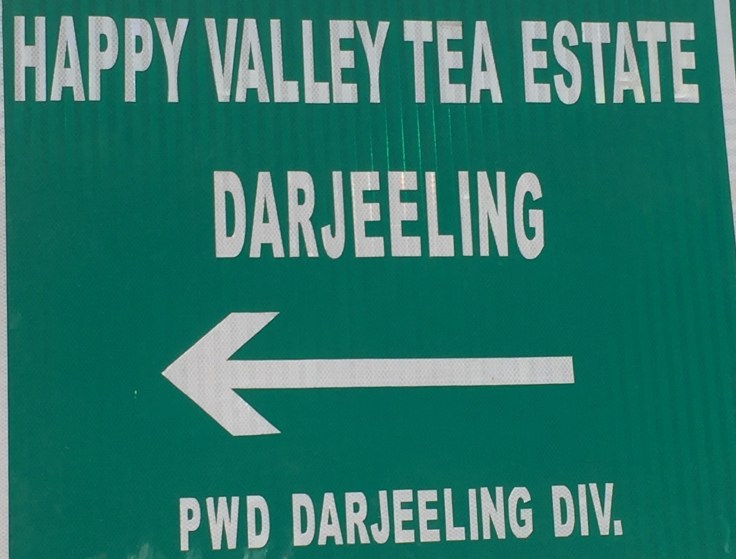 HAPPY VALLEY TEA ESTATE
DARJEELING
PWD DARJEELING DIV.